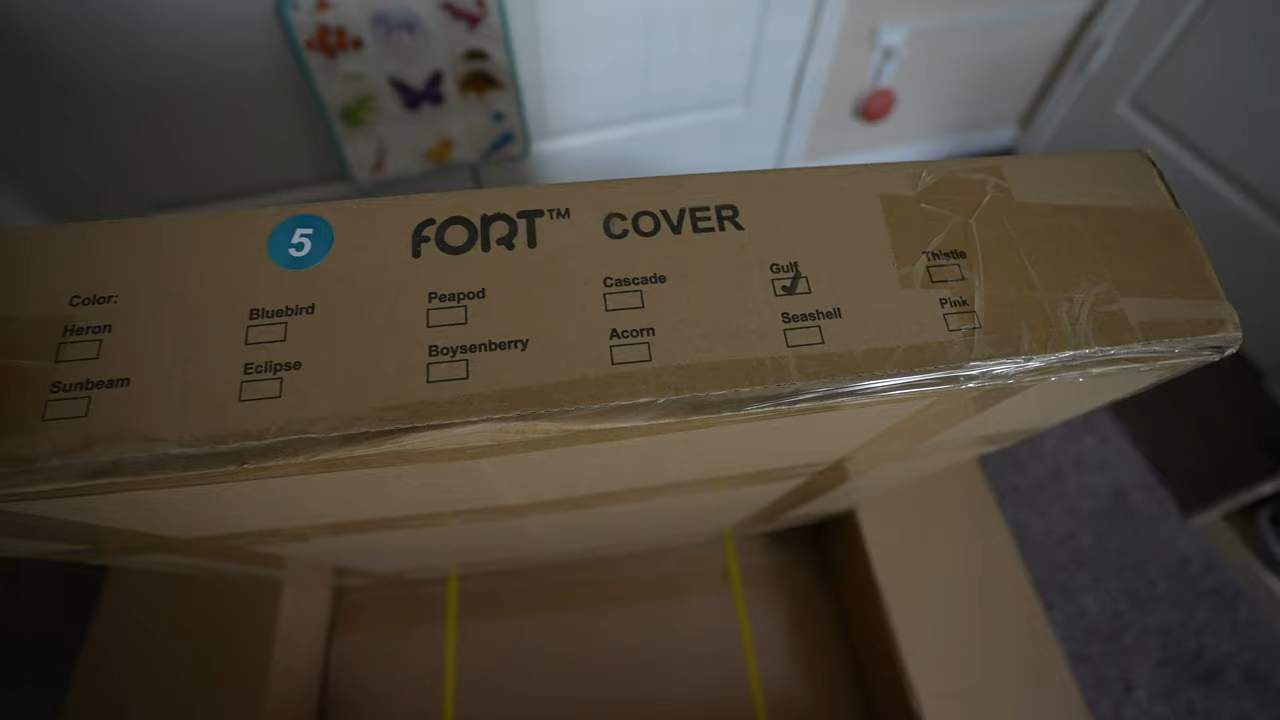 5 FORT™ COVER
Color:
Heron
Sunbeam
Bluebird
Eclipse
Peapod
Boysenberry
Cascade
Acorn
Gulf
Seashell
Thistle
Pink